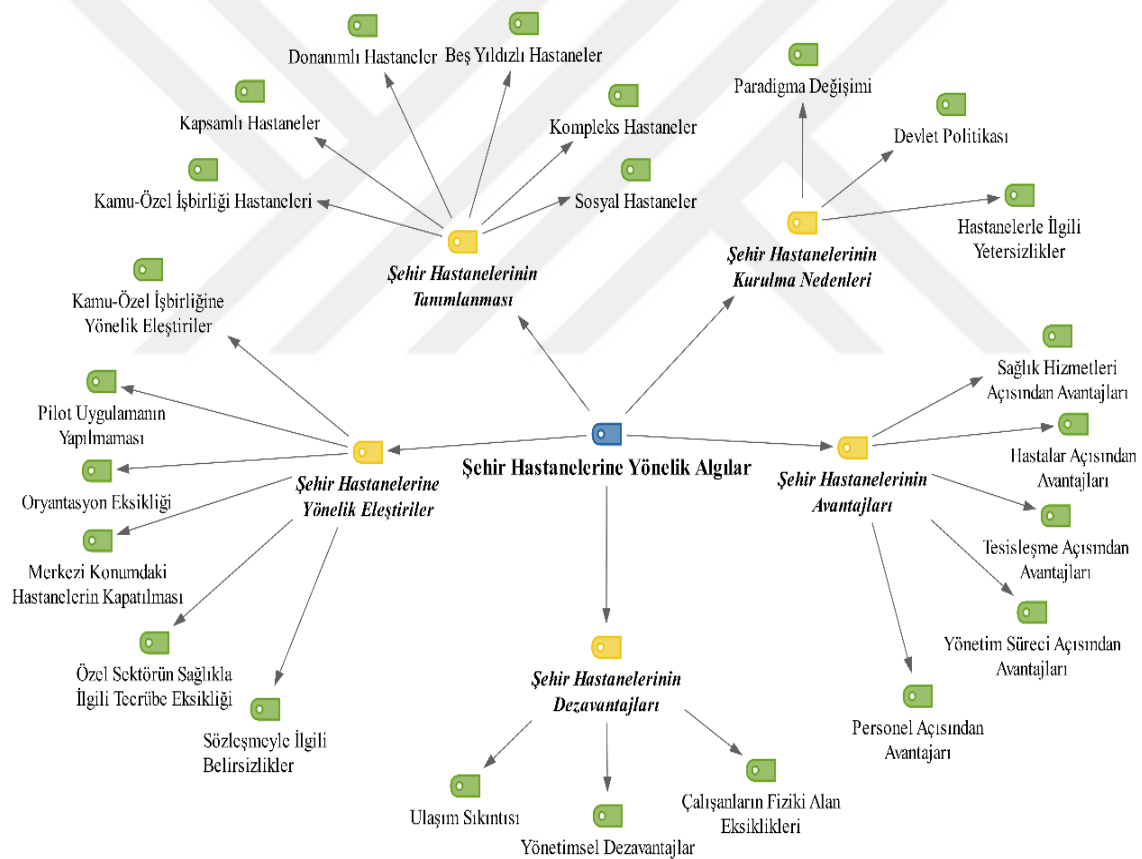 Donanımlı Hastaneler
Beş Yıldızlı Hastaneler
Kapsamlı Hastaneler
Kompleks Hastaneler
Kamu-Özel İşbirliği Hastaneleri
Sosyal Hastaneler
Şehir Hastanelerinin
Tanımlanması
Paradigma Değişimi
Devlet Politikası
Hastanelerle İlgili
Yetersizlikler
Şehir Hastanelerinin
Kurulma Nedenleri
Kamu-Özel İşbirliğine
Yönelik Eleştiriler
Pilot Uygulamanın
Yapılmaması
Oryantasyon Eksikliği
Merkezi Konumdaki
Hastanelerin Kapatılması
Özel Sektörün Sağlıkla
İlgili Tecrübe Eksikliği
Sözleşmeyle İlgili
Belirsizlikler
Şehir Hastanelerine
Yönelik Eleştiriler
Şehir Hastanelerine Yönelik Algılar
Şehir Hastanelerinin
Avantajları
Sağlık Hizmetleri
Açısından Avantajları
Hastalar Açısından
Avantajları
Tesisleşme Açısından
Avantajları
Yönetim Süreci Açısından
Avantajları
Personel Açısından
Avantajarı
Şehir Hastanelerinin
Dezavantajları
Ulaşım Sıkıntısı
Yönetimsel Dezavantajlar
Çalışanların Fiziki Alan
Eksiklikleri